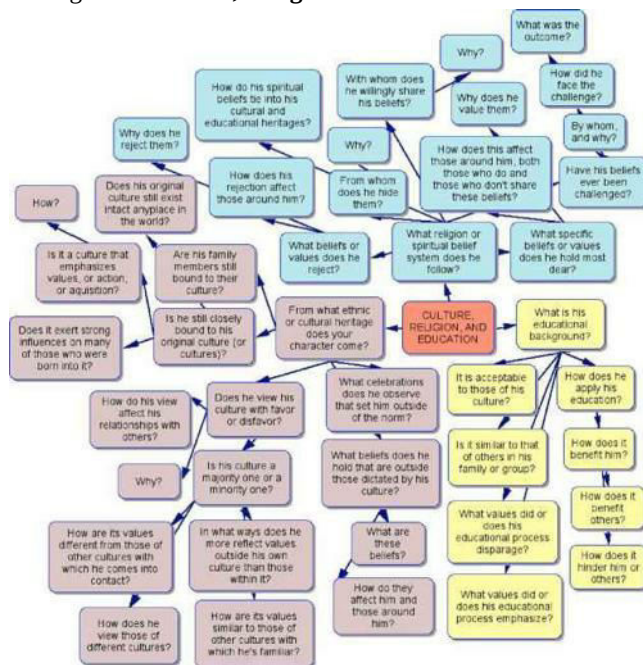 What was the
outcome?
Why?
How do his spiritual
beliefs tie into his
cultural and
educational heritages?
With whom does
he willingly share
his beliefs?
How did he
face the
challenge?
Why does he
value them?
Why does he
reject them?
Why?
By whom,
and why?
How does this affect
those around him, both
those who do and
those who don't share
these beliefs?
Have his beliefs
ever been
challenged?
How does his
rejection affect
those around him?
From whom
does he hide
them?
Does his original
culture still exist
intact anyplace in
the world?
How?
What beliefs or
values does he
reject?
What religion or
spiritual belief
system does he
follow?
What specific
beliefs or values
does he hold most
dear?
Is it a culture that
emphasizes
values, or action,
or aquisition?
Are his family
members still
bound to their
culture?
Does it exert strong
influences on many
of those who were
born into it?
Is he still closely
bound to his
original culture (or
cultures)?
From what ethnic
or cultural heritage
does your
character come?
CULTURE,
RELIGION, AND
EDUCATION
What is his
educational
background?
How do his view
affect his
relationships with
others?
Does he view his
culture with favor
or disfavor?
What celebrations
does he observe
that set him outside
of the norm?
It is acceptable
to those of his
culture?
How does he
apply his
education?
Why?
Is his culture a
majority one or a
minority one?
What beliefs does he
hold that are outside
those dictated by his
culture?
Is it similar to that
of others in his
family or group?
How does it
benefit him?
How are its values
different from those of
other cultures with
which he comes into
contact?
In what ways does he
more reflect values
outside his own
culture than those
within it?
What are
these
beliefs?
What values did or
does his
educational process
disparage?
How does it
benefit
others?
How does he
view those of
different cultures?
How are its values
similar to those of
other cultures with
which he's familiar?
How do they
affect him and
those around
him?
What values did or
does his educational
process emphasize?
How does it
hinder him or
others?